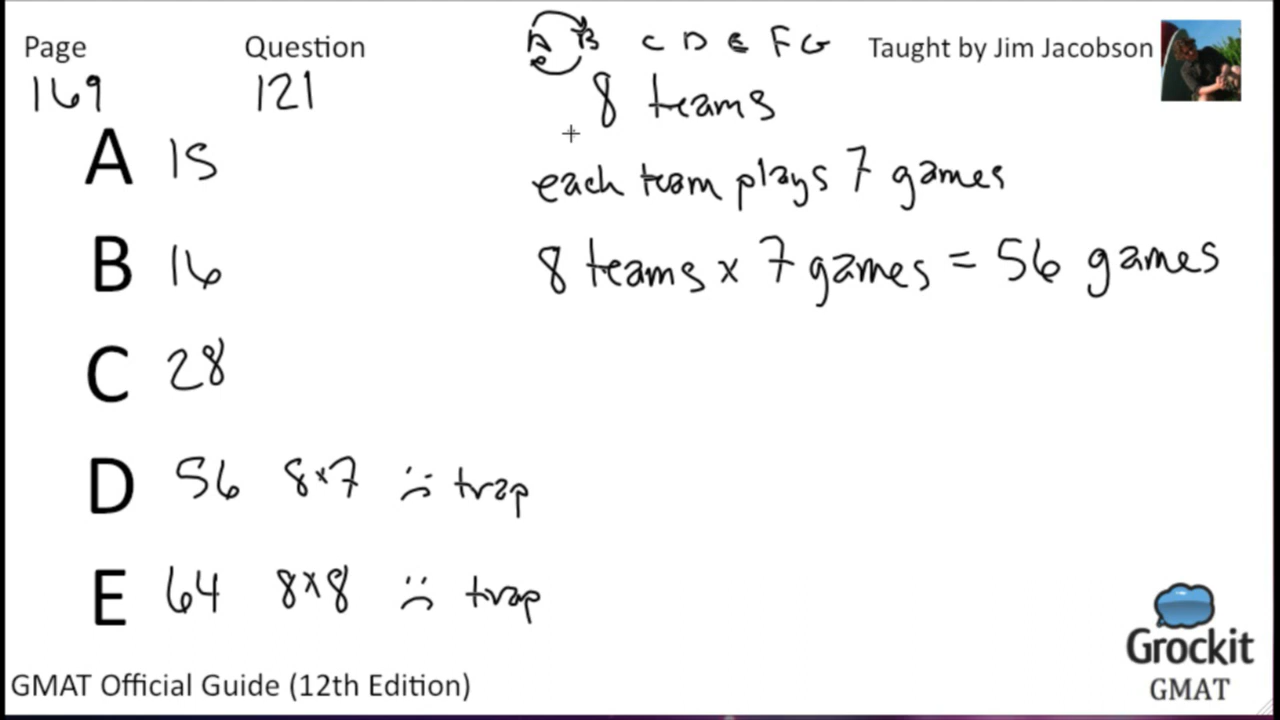 Page Question A B C D E F G Taught by Jim Jacobson
169 121 8 teams
A 15 each team plays 7 games
B 16 8 teams x 7 games = 56 games
C 28
D 56 8x7 :( trap
E 64 8x8 :( trap
Grockit
GMAT
GMAT Official Guide (12th Edition)